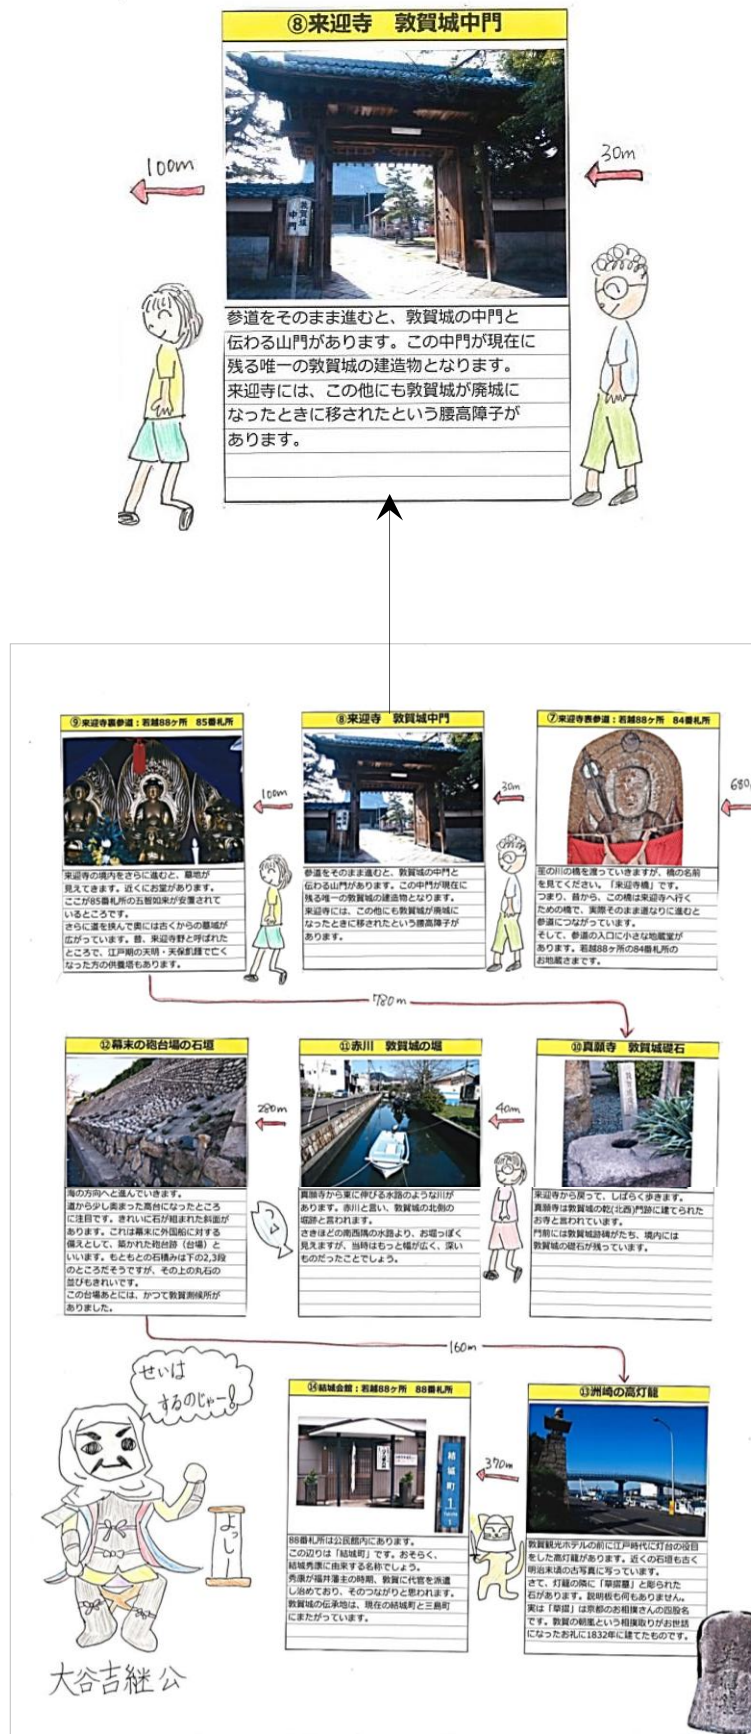 ⑧来迎寺　敦賀城中門
100m
30m
敦賀城
中門
参道をそのまま進むと、敦賀城の中門と
伝わる山門があります。この中門が現在に
残る唯一の敦賀城の建造物となります。
来迎寺には、この他にも敦賀城が廃城に
なったときに移されたという腰高障子が
あります。
⑨来迎寺裏参道：若越88ヶ所　85番札所
100m
来迎寺の境内をさらに進むと、墓地が
見えてきます。近くにお堂があります。
ここが85番札所の五智如来が安置されて
いるところです。
さらに道を挟んで奥には古くからの墓域が
広がっています。昔、来迎寺野と呼ばれた
ところで、江戸期の天明・天保飢饉で亡く
なった方の供養塔もあります。
⑧来迎寺　敦賀城中門
30m
参道をそのまま進むと、敦賀城の中門と
伝わる山門があります。この中門が現在に
残る唯一の敦賀城の建造物となります。
来迎寺には、この他にも敦賀城が廃城に
なったときに移されたという腰高障子が
あります。
⑦来迎寺表参道：若越88ヶ所　84番札所
680
笙の川の橋を渡っていきますが、橋の名前
を見てください。「来迎寺橋」です。
つまり、昔から、この橋は来迎寺へ行く
ための橋で、実際そのまま道なりに進むと
参道につながっています。
そして、参道の入口に小さな地蔵堂が
あります。若越88ヶ所の84番札所の
お地蔵さまです。
780m
⑫幕末の砲台場の石垣
280m
海の方向へと進んでいきます。
道から少し奥まった高台になったところ
に注目です。きれいに石が組まれた斜面が
あります。これは幕末に外国船に対する
備えとして、築かれた砲台跡（台場）と
いいます。もともとの石積みは下の2,3段
のところだそうですが、その上の丸石の
並びもきれいです。
この台場あとには、かつて敦賀測候所が
ありました。
⑪赤川　敦賀城の堀
40m
真願寺から東に伸びる水路のような川が
あります。赤川と言い、敦賀城の北側の
堀跡と言われます。
さきほどの南西隅の水路より、お堀っぽく
見えますが、当時はもっと幅が広く、深い
ものだったことでしょう。
⑩真願寺　敦賀城礎石
来迎寺から戻って、しばらく歩きます。
真願寺は敦賀城の乾(北西)門跡に建てられた
お寺と言われています。
門前には敦賀城跡碑がたち、境内には
敦賀城の礎石が残っています。
160m
せいは
するのじゃー!
よっしー
大谷吉継公
⑭結城会館：若越88ヶ所　88番札所
結城町
1
370m
88番札所は公民館内にあります。
この辺りは「結城町」です。おそらく、
結城秀康に由来する名称でしょう。
秀康が福井藩主の時期、敦賀に代官を派遣
し治めており、そのつながりと思われます。
敦賀城の伝承地は、現在の結城町と三島町
にまたがっています。
⑬洲崎の高灯籠
敦賀観光ホテルの前に江戸時代に灯台の役目
をした高灯籠があります。近くの石垣も古く
明治末頃の古写真に写っています。
さて、灯籠の隣に「草摺墓」と彫られた
石があります。説明板も何もありません。
実は「草摺」は京都のお相撲さんの四股名
です。敦賀の朝嵐という相撲取りがお世話
になったお礼に1832年に建てたものです。